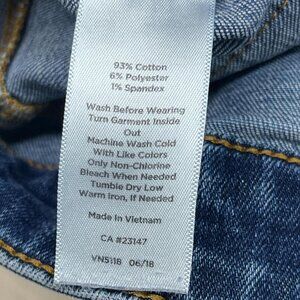 93% Cotton
6% Polyester
1% Spandex
Wash Before Wearing
Turn Garment Inside
Out
Machine Wash Cold
With Like Colors
Only Non-Chlorine
Bleach When Needed
Tumble Dry Low
Warm Iron, If Needed
Made In Vietnam
CA #23147
VN5118 06/18